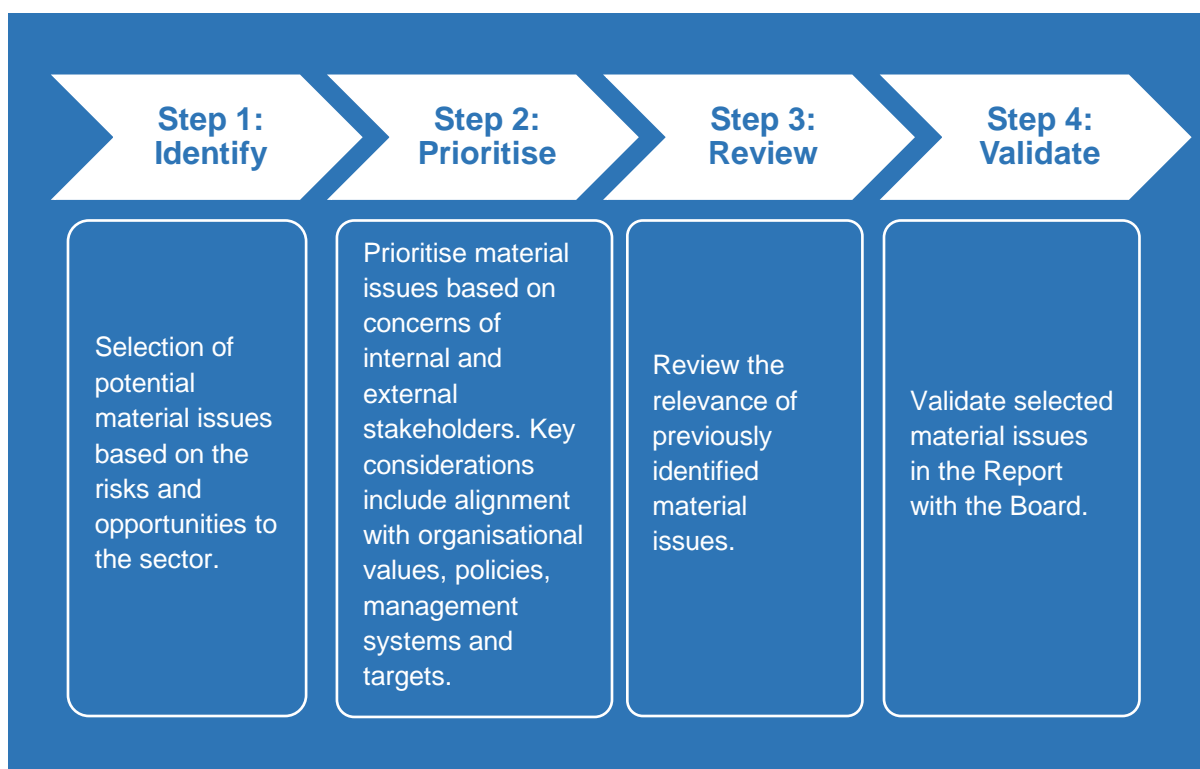 Step 1:
Identify
Step 2:
Prioritise
Step 3:
Review
Step 4:
Validate
Selection of
potential
material issues
based on the
risks and
opportunities to
the sector.
Prioritise material
issues based on
concerns of
internal and
external
stakeholders. Key
considerations
include alignment
with organisational
values, policies,
management
systems and
targets.
Review the
relevance of
previously
identified
material
issues.
Validate selected
material issues
in the Report
with the Board.